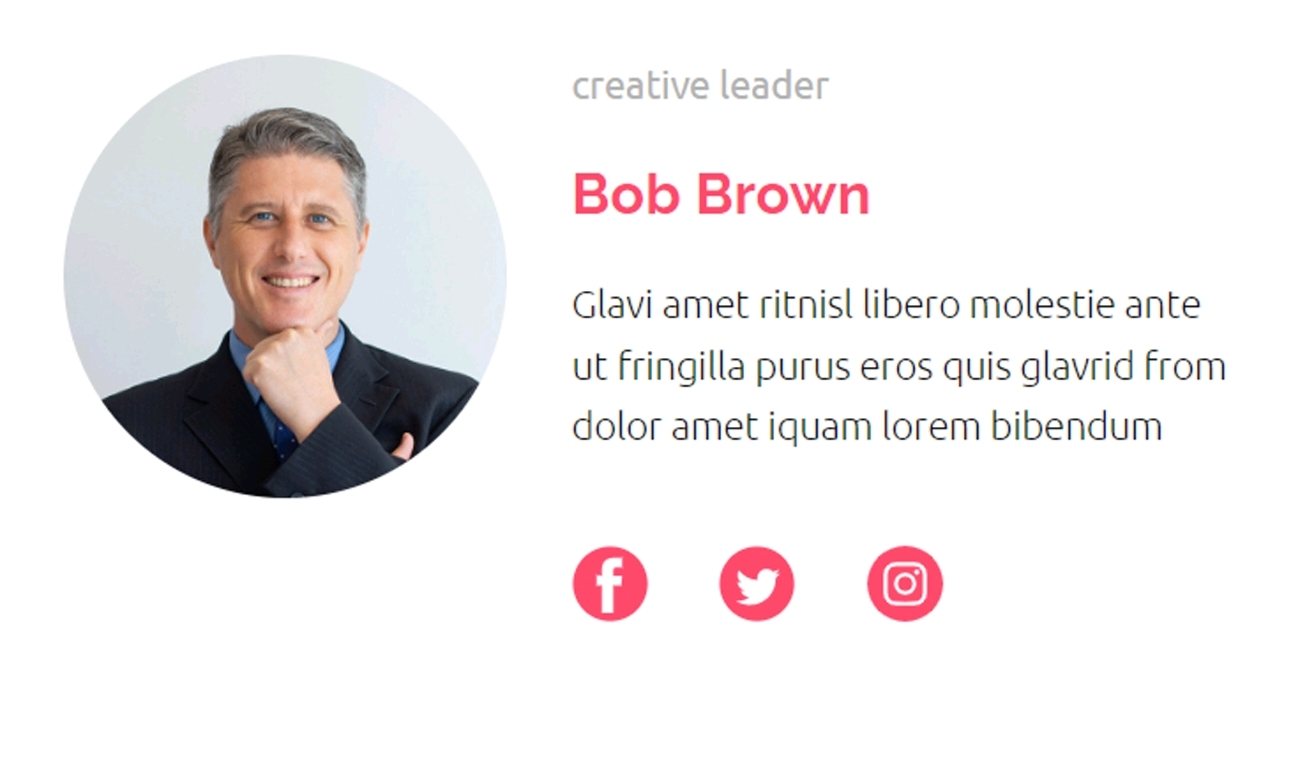 creative leader
Bob Brown
Glavi amet ritnisl libero molestie ante
ut fringilla purus eros quis glavrid from
dolor amet iquam lorem bibendum